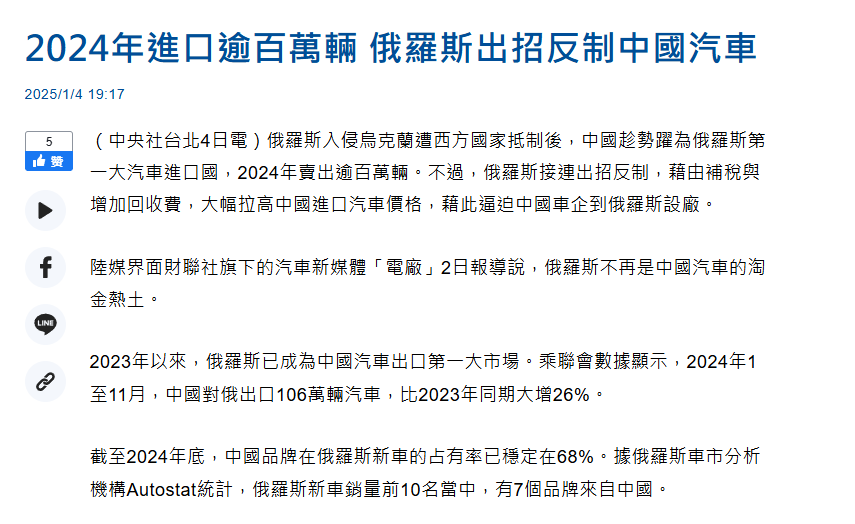 2024年進口逾百萬輛 俄羅斯出招反制中國汽車
2025/1/4 19:17
5
讚
（中央社台北4日電）俄羅斯入侵烏克蘭遭西方國家抵制後，中國趁勢躍為俄羅斯第
一大汽車進口國，2024年賣出逾百萬輛。不過，俄羅斯接連出招反制，藉由補稅與
增加回收費，大幅拉高中國進口汽車價格，藉此逼迫中國車企到俄羅斯設廠。
陸媒界面財聯社旗下的汽車新媒體「電廠」2日報導說，俄羅斯不再是中國汽車的淘
金熱土。
LINE
2023年以來，俄羅斯已成為中國汽車出口第一大市場。乘聯會數據顯示，2024年1
至11月，中國對俄出口106萬輛汽車，比2023年同期大增26%。
截至2024年底，中國品牌在俄羅斯新車的占有率已穩定在68%。據俄羅斯車市分析
機構Autostat統計，俄羅斯新車銷量前10名當中，有7個品牌來自中國。